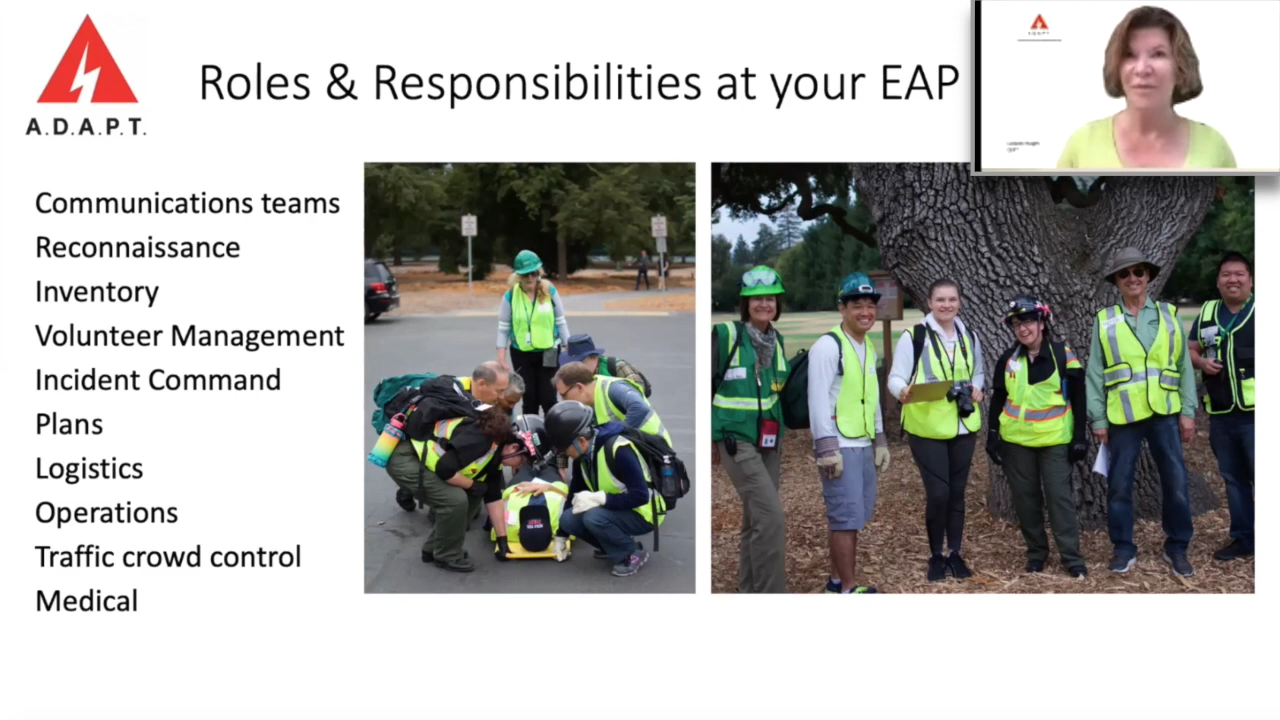 A.D.A.P.T.
Roles & Responsibilities at your EAP
Communications teams
Reconnaissance
Inventory
Volunteer Management
Incident Command
Plans
Logistics
Operations
Traffic crowd control
Medical